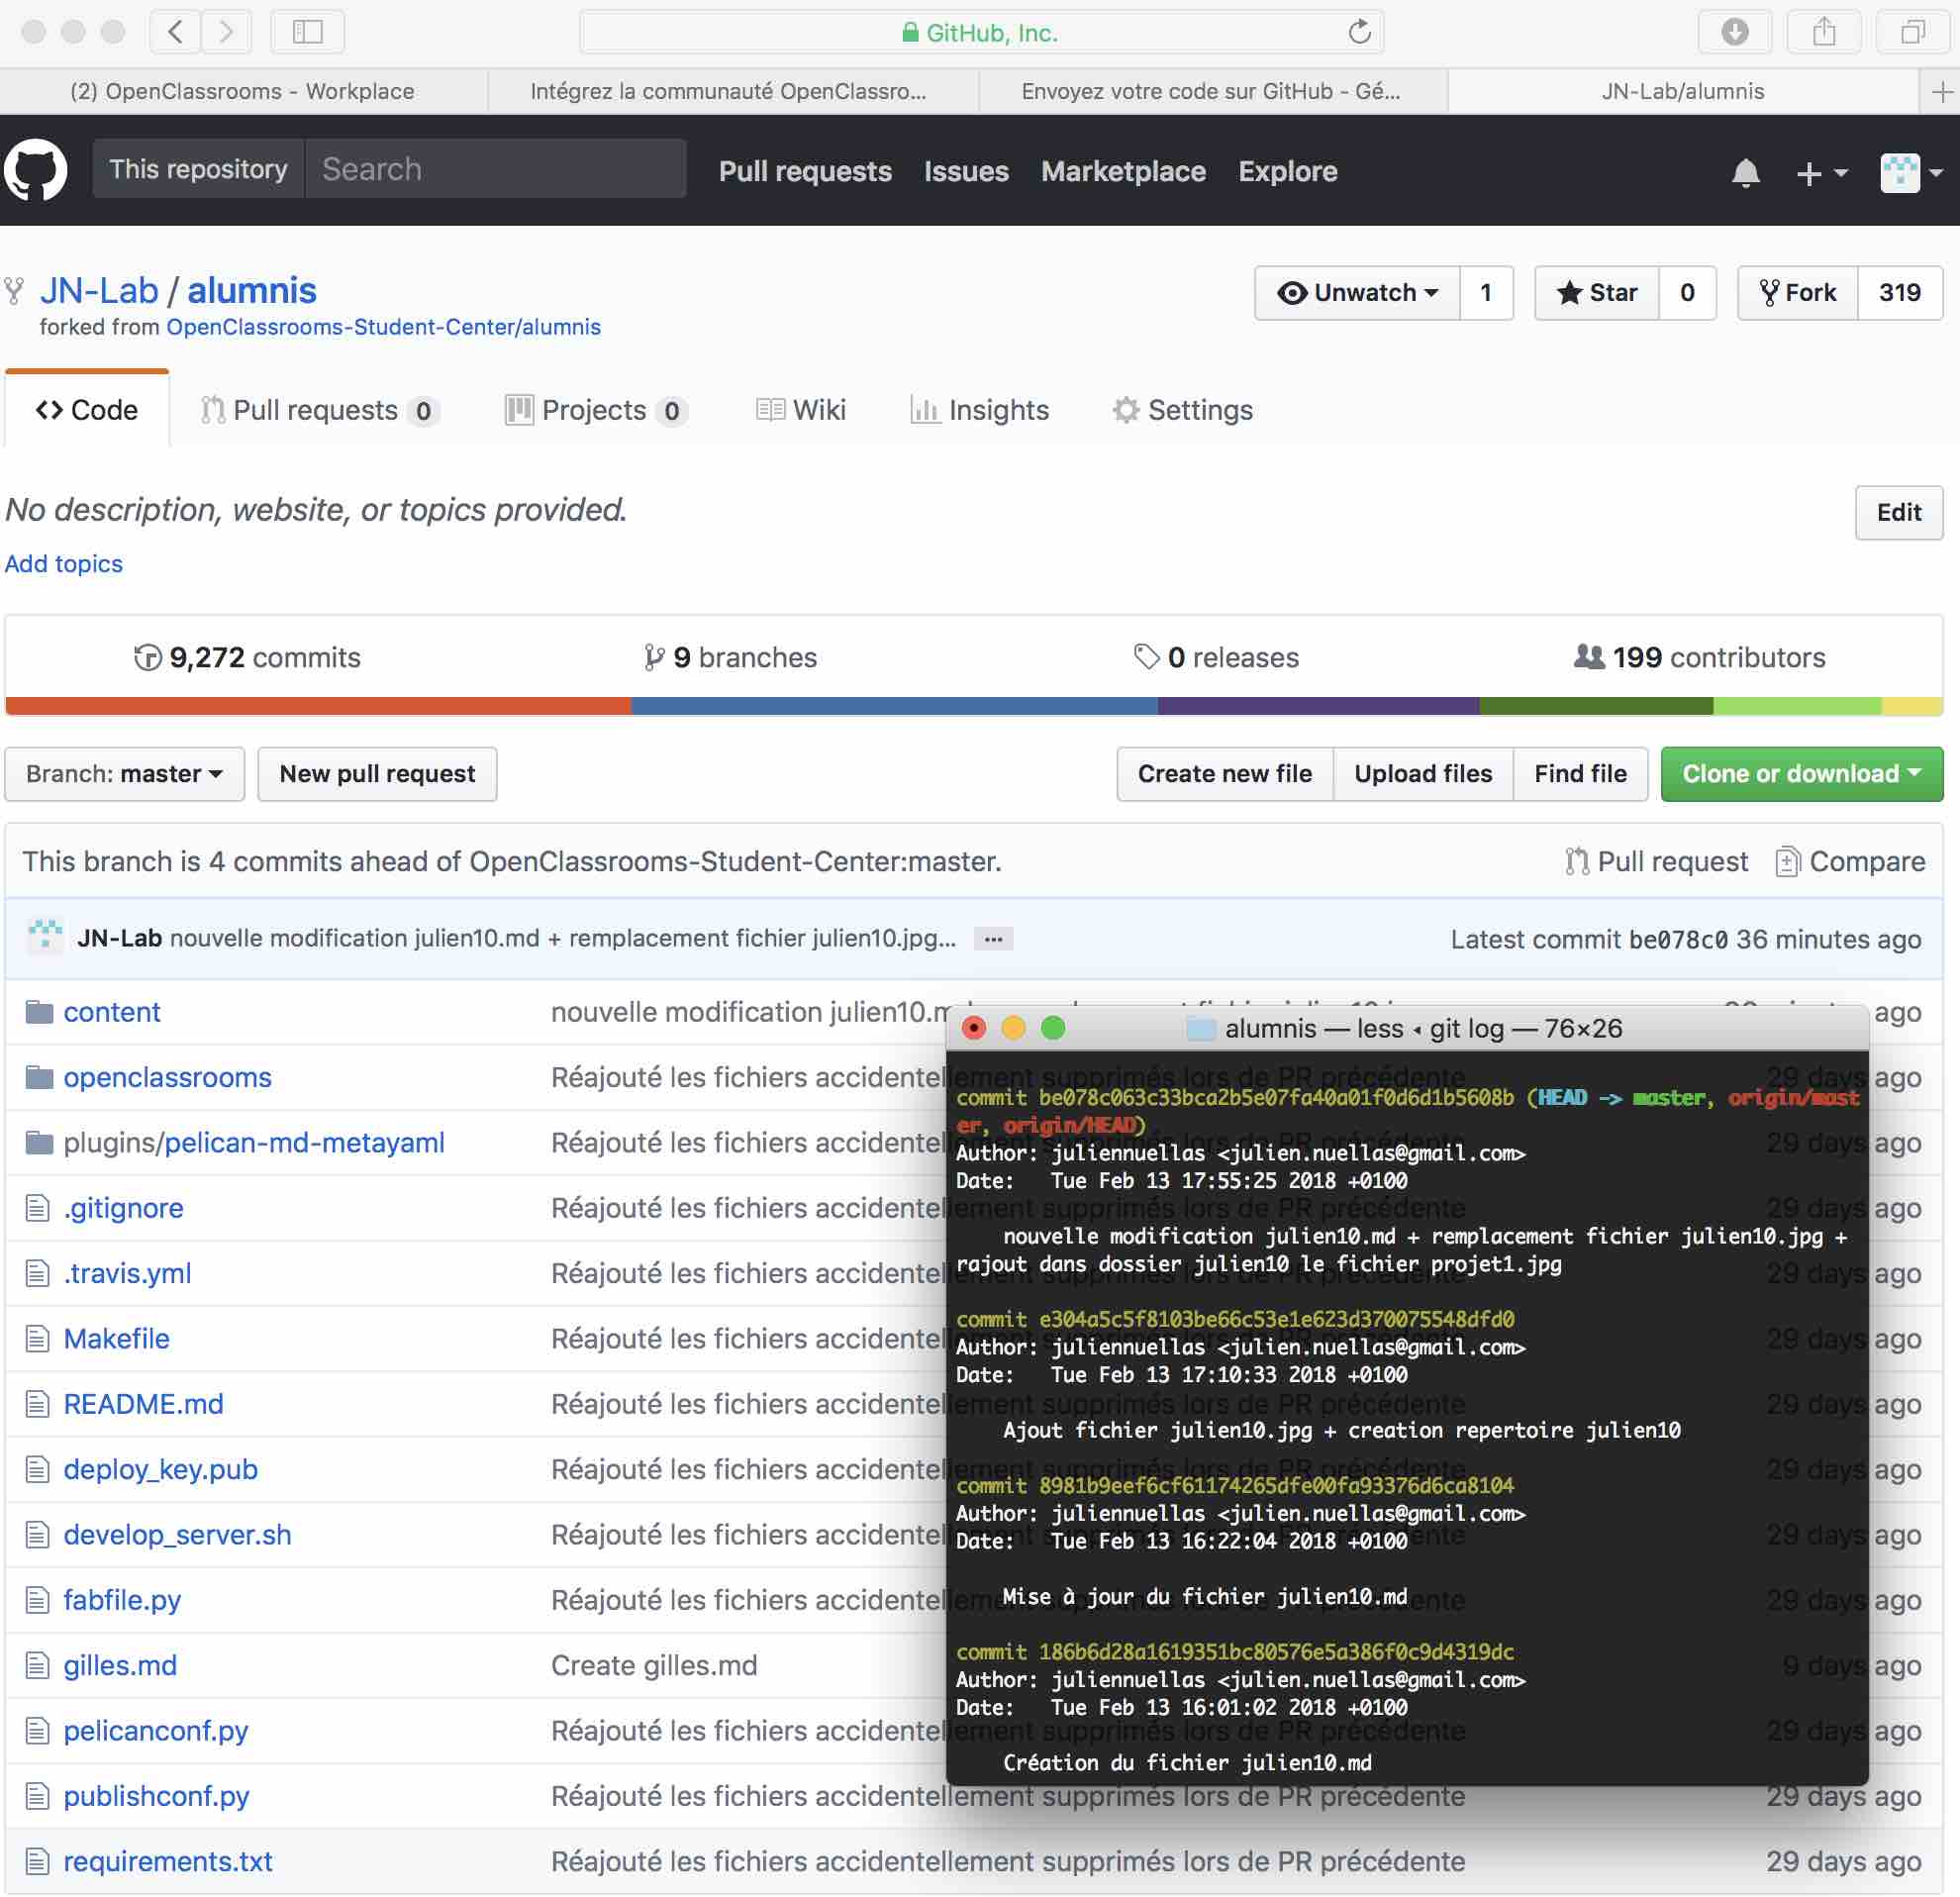 GitHub, Inc.
(2) OpenClassrooms - Workplace
Intégrez la communauté OpenClassro...
Envoyez votre code sur GitHub - Gé...
JN-Lab/alumnis
This repository
Search
Pull requests
Issues
Marketplace
Explore
JN-Lab / alumnis
forked from OpenClassrooms-Student-Center/alumnis
Unwatch 1
Star 0
Fork 319
Code
Pull requests 0
Projects 0
Wiki
Insights
Settings
No description, website, or topics provided.
Edit
Add topics
9,272 commits
9 branches
0 releases
199 contributors
Branch: master
New pull request
Create new file
Upload files
Find file
Clone or download
This branch is 4 commits ahead of OpenClassrooms-Student-Center:master.
Pull request
Compare
JN-Lab nouvelle modification julien10.md + remplacement fichier julien10.jpg...
Latest commit be078c0 36 minutes ago
content nouvelle modification julien10.m ago
openclassrooms Réajouté les fichiers accidentellement supprimés lors de PR précédente 29 days ago
plugins/pelican-md-metayaml Réajouté les fichiers accidentel 29 days ago
.gitignore Réajouté les fichiers accidentellement supprimés lors de PR précédente 29 days ago
.travis.yml Réajouté les fichiers accidentel 29 days ago
Makefile Réajouté les fichiers accidentel 29 days ago
README.md Réajouté les fichiers accidentellement supprimés lors de PR précédente 29 days ago
deploy_key.pub Réajouté les fichiers accidentellement supprimés lors de PR précédente 29 days ago
develop_server.sh Réajouté les fichiers accidentellement supprimés lors de PR précédente 29 days ago
fabfile.py Réajouté les fichiers accidentel 29 days ago
gilles.md Create gilles.md 9 days ago
pelicanconf.py Réajouté les fichiers accidentellement supprimés lors de PR précédente 29 days ago
publishconf.py Réajouté les fichiers accidentellement supprimés lors de PR précédente 29 days ago
requirements.txt Réajouté les fichiers accidentellement supprimés lors de PR précédente 29 days ago
alumnis — less ◂ git log — 76×26
commit be078c063c33bca2b5e07fa40a01f0d6d1b5608b (HEAD -> master, origin/mast
er, origin/HEAD)
Author: juliennuellas <julien.nuellas@gmail.com>
Date:   Tue Feb 13 17:55:25 2018 +0100
nouvelle modification julien10.md + remplacement fichier julien10.jpg +
rajout dans dossier julien10 le fichier projet1.jpg
commit e304a5c5f8103be66c53e1e623d370075548dfd0
Author: juliennuellas <julien.nuellas@gmail.com>
Date:   Tue Feb 13 17:10:33 2018 +0100
Ajout fichier julien10.jpg + creation repertoire julien10
commit 8981b9eef6cf61174265dfe00fa93376d6ca8104
Author: juliennuellas <julien.nuellas@gmail.com>
Date:   Tue Feb 13 16:22:04 2018 +0100
Mise à jour du fichier julien10.md
commit 186b6d28a1619351bc80576e5a386f0c9d4319dc
Author: juliennuellas <julien.nuellas@gmail.com>
Date:   Tue Feb 13 16:01:02 2018 +0100
Création du fichier julien10.md